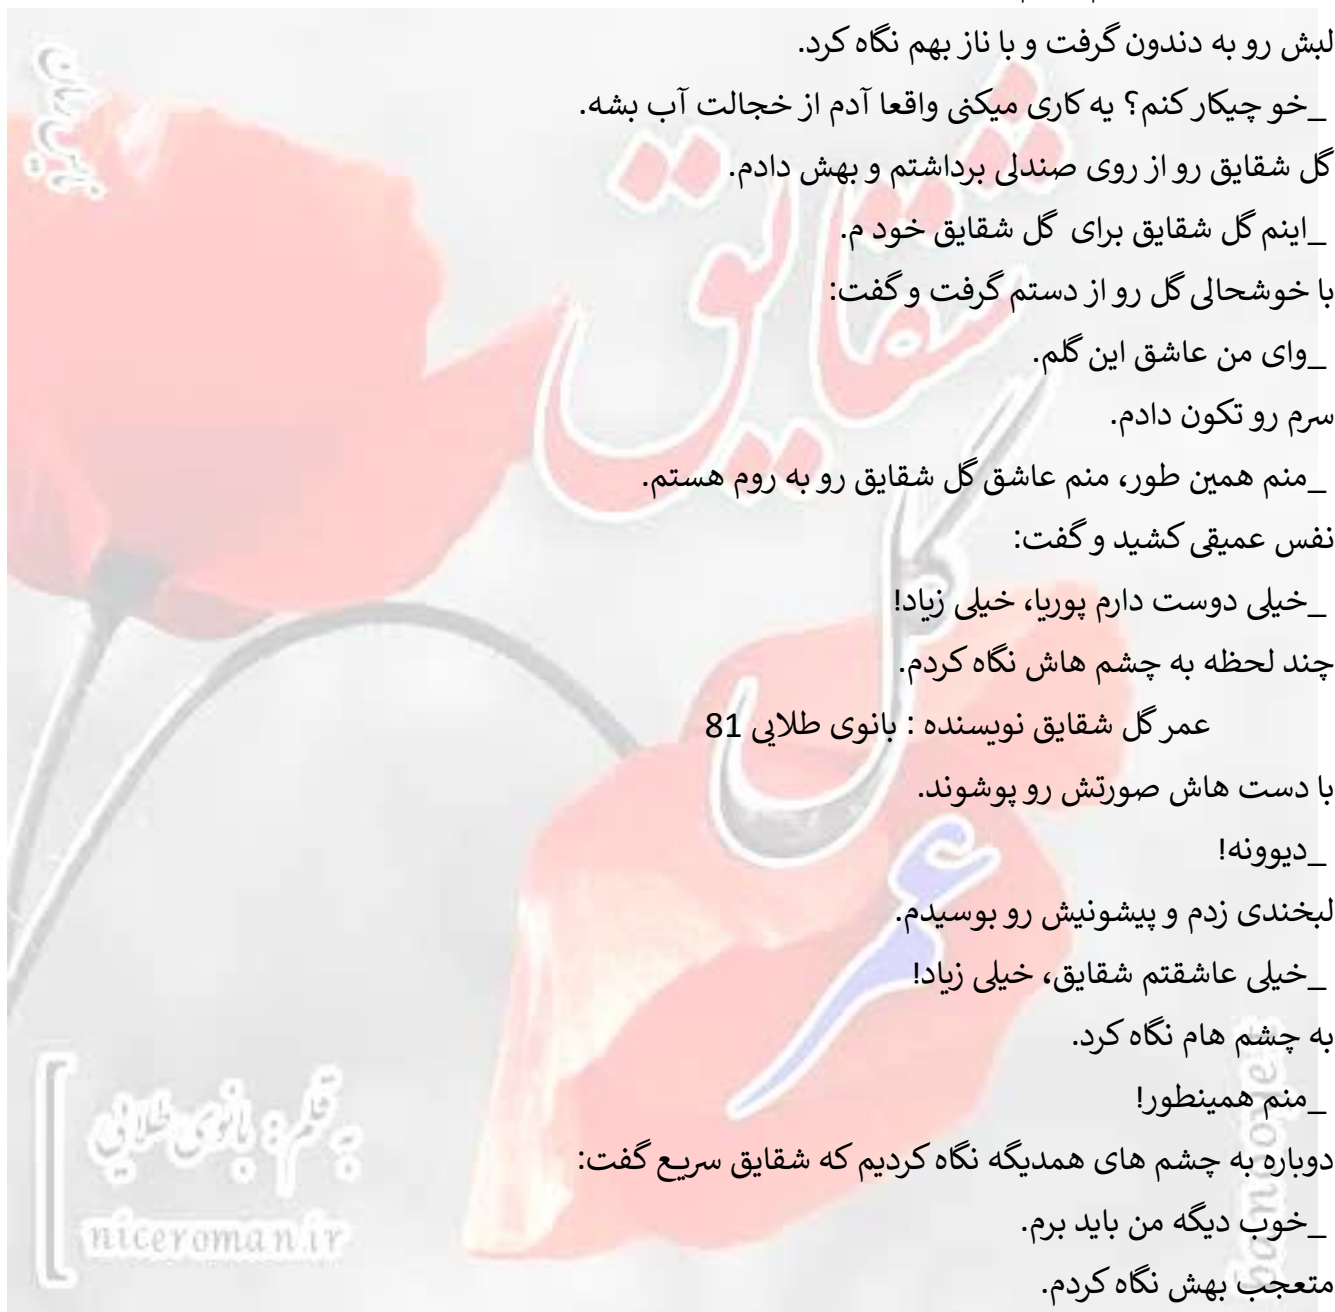 لبش رو به دندون گرفت و با ناز بهم نگاه کرد.
_خو چیکار کنم؟ یه کاری میکنی واقعا آدم از خجالت آب بشه.
گل شقایق رو از روی صندلی برداشتم و بهش دادم.
_اینم گل شقایق برای گل شقایق خود م.
با خوشحالی گل رو از دستم گرفت و گفت:
_وای من عاشق این گلم.
سرم رو تکون دادم.
_منم همین طور، منم عاشق گل شقایق رو به روم هستم.
نفس عمیقی کشید و گفت:
_خیلی دوست دارم پوریا، خیلی زیاد!
چند لحظه به چشم هاش نگاه کردم.
عمر گل شقایق نویسنده : بانوی طلایی 81
با دست هاش صورتش رو پوشوند.
_دیوونه!
لبخندی زدم و پیشونیش رو بوسیدم.
_خیلی عاشقتم شقایق، خیلی زیاد!
به چشم هام نگاه کرد.
_منم همینطور!
دوباره به چشم های همدیگه نگاه کردیم که شقایق سریع گفت:
_خوب دیگه من باید برم.
متعجب بهش نگاه کردم.
شقایق
گل
عمر
به قلم : بانوی طلایی
niceroman.ir